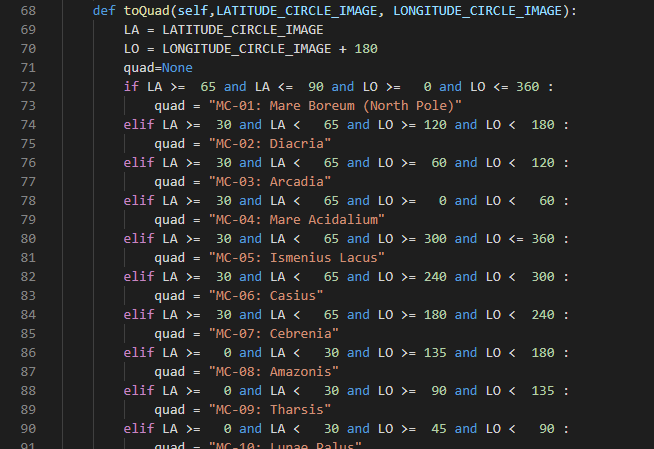 68 def toQuad(self,LATITUDE_CIRCLE_IMAGE, LONGITUDE_CIRCLE_IMAGE):
69 LA = LATITUDE_CIRCLE_IMAGE
70 LO = LONGITUDE_CIRCLE_IMAGE + 180
71 quad=None
72 if LA >=  65 and LA <=  90 and LO >=   0 and LO <= 360 :
73 quad = "MC-01: Mare Boreum (North Pole)"
74 elif LA >=  30 and LA <   65 and LO >= 120 and LO <  180 :
75 quad = "MC-02: Diacria"
76 elif LA >=  30 and LA <   65 and LO >=  60 and LO <  120 :
77 quad = "MC-03: Arcadia"
78 elif LA >=  30 and LA <   65 and LO >=   0 and LO <   60 :
79 quad = "MC-04: Mare Acidalium"
80 elif LA >=  30 and LA <   65 and LO >= 300 and LO <= 360 :
81 quad = "MC-05: Ismenius Lacus"
82 elif LA >=  30 and LA <   65 and LO >= 240 and LO <  300 :
83 quad = "MC-06: Casius"
84 elif LA >=  30 and LA <   65 and LO >= 180 and LO <  240 :
85 quad = "MC-07: Cebrenia"
86 elif LA >=   0 and LA <   30 and LO >= 135 and LO <  180 :
87 quad = "MC-08: Amazonis"
88 elif LA >=   0 and LA <   30 and LO >=  90 and LO <  135 :
89 quad = "MC-09: Tharsis"
90 elif LA >=   0 and LA <   30 and LO >=  45 and LO <   90 :
91 quad = "MC-10: Lunae Palus"